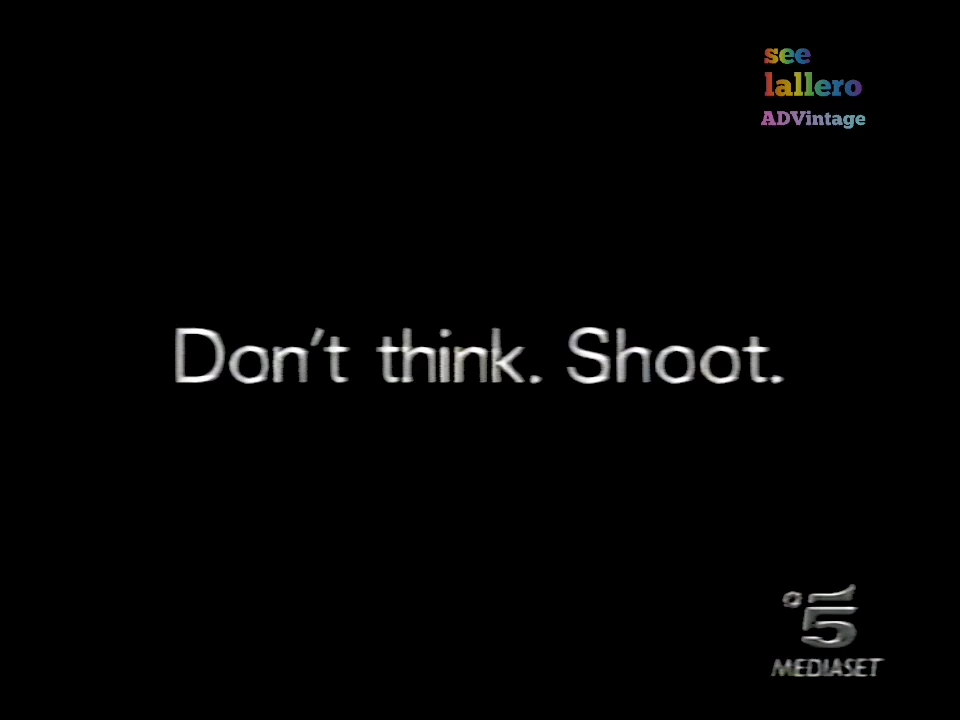 see
lallero
ADVintage
Don't think. Shoot.
5
MEDIASET